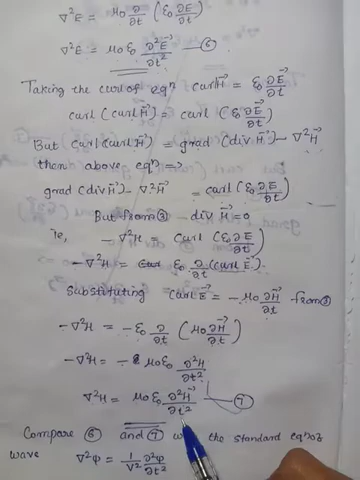 ∇²E = μ₀ ∂/∂t (ε₀ ∂E/∂t)
∇²E = μ₀ ε₀ ∂²E⃗/∂t² — ⑥
Taking the curl of eqn curl H⃗ = ε₀ ∂E⃗/∂t
curl (curl H⃗) = curl (ε₀ ∂E⃗/∂t)
But curl (curl H⃗) = grad (div H⃗) − ∇²H⃗
then above eqn ⇒
grad (div H⃗) − ∇²H⃗ = curl (ε₀ ∂E⃗/∂t)
But from ③ − div H⃗ = 0
ie, −∇²H = curl (ε₀ ∂E/∂t)
−∇²H = ε₀ ∂/∂t (curl E⃗).
Substituting curl E⃗ = −μ₀ ∂H⃗/∂t from
−∇²H = −ε₀ ∂/∂t (μ₀ ∂H⃗/∂t)
−∇²H = − μ₀ε₀ ∂²H/∂t²
∇²H = μ₀ε₀ ∂²H⃗/∂t² — ⑦
Compare ⑥ and ⑦ the standard eqn of
wave ∇²φ = 1/V² ∂²φ/∂t²